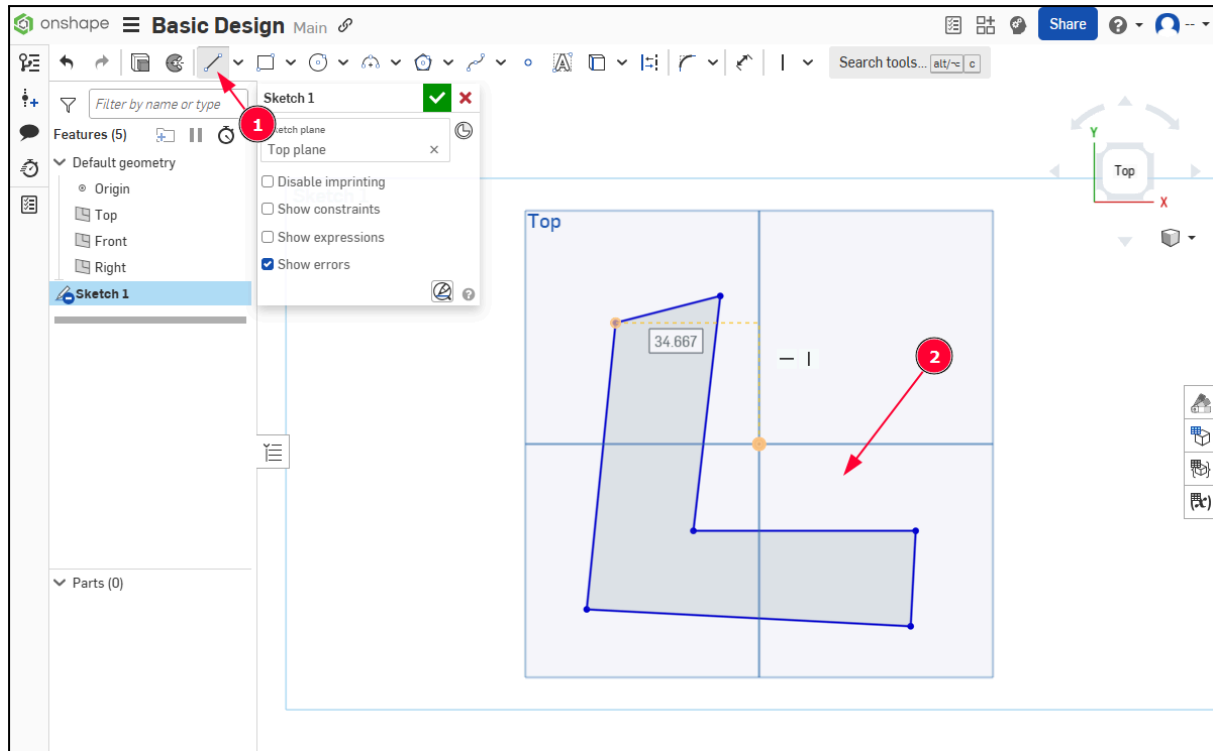 onshape Basic Design Main Share
Search tools... alt/⌥ c
Filter by name or type
Features (5)
Default geometry
Origin
Top
Front
Right
Sketch 1
Parts (0)
Sketch 1
1
Sketch plane
Top plane
Disable imprinting
Show constraints
Show expressions
Show errors
Top
34.667
2
Y
Top
X
(x)